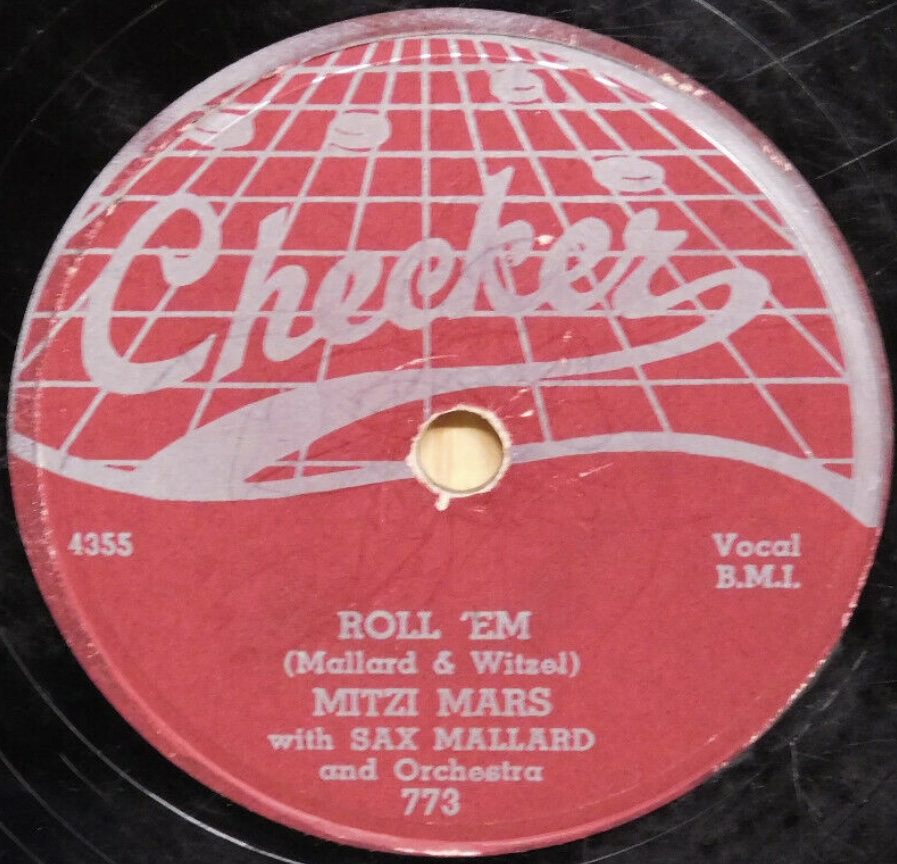 Checker
4355
Vocal
B.M.I.
ROLL 'EM
(Mallard & Witzel)
MITZI MARS
with SAX MALLARD
and Orchestra
773